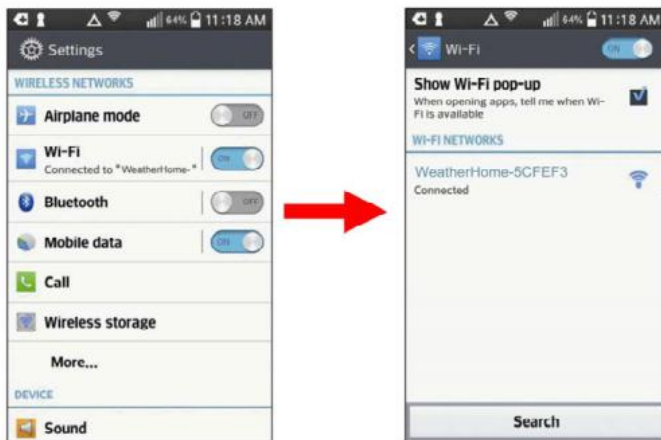 64% 11:18 AM
Settings
WIRELESS NETWORKS
Airplane mode OFF
Wi-Fi
Connected to "WeatherHome-" ON
Bluetooth OFF
Mobile data ON
Call
Wireless storage
More...
DEVICE
Sound
64% 11:18 AM
Wi-Fi ON
Show Wi-Fi pop-up
When opening apps, tell me when Wi-
Fi is available
WI-FI NETWORKS
WeatherHome-5CFEF3
Connected
Search